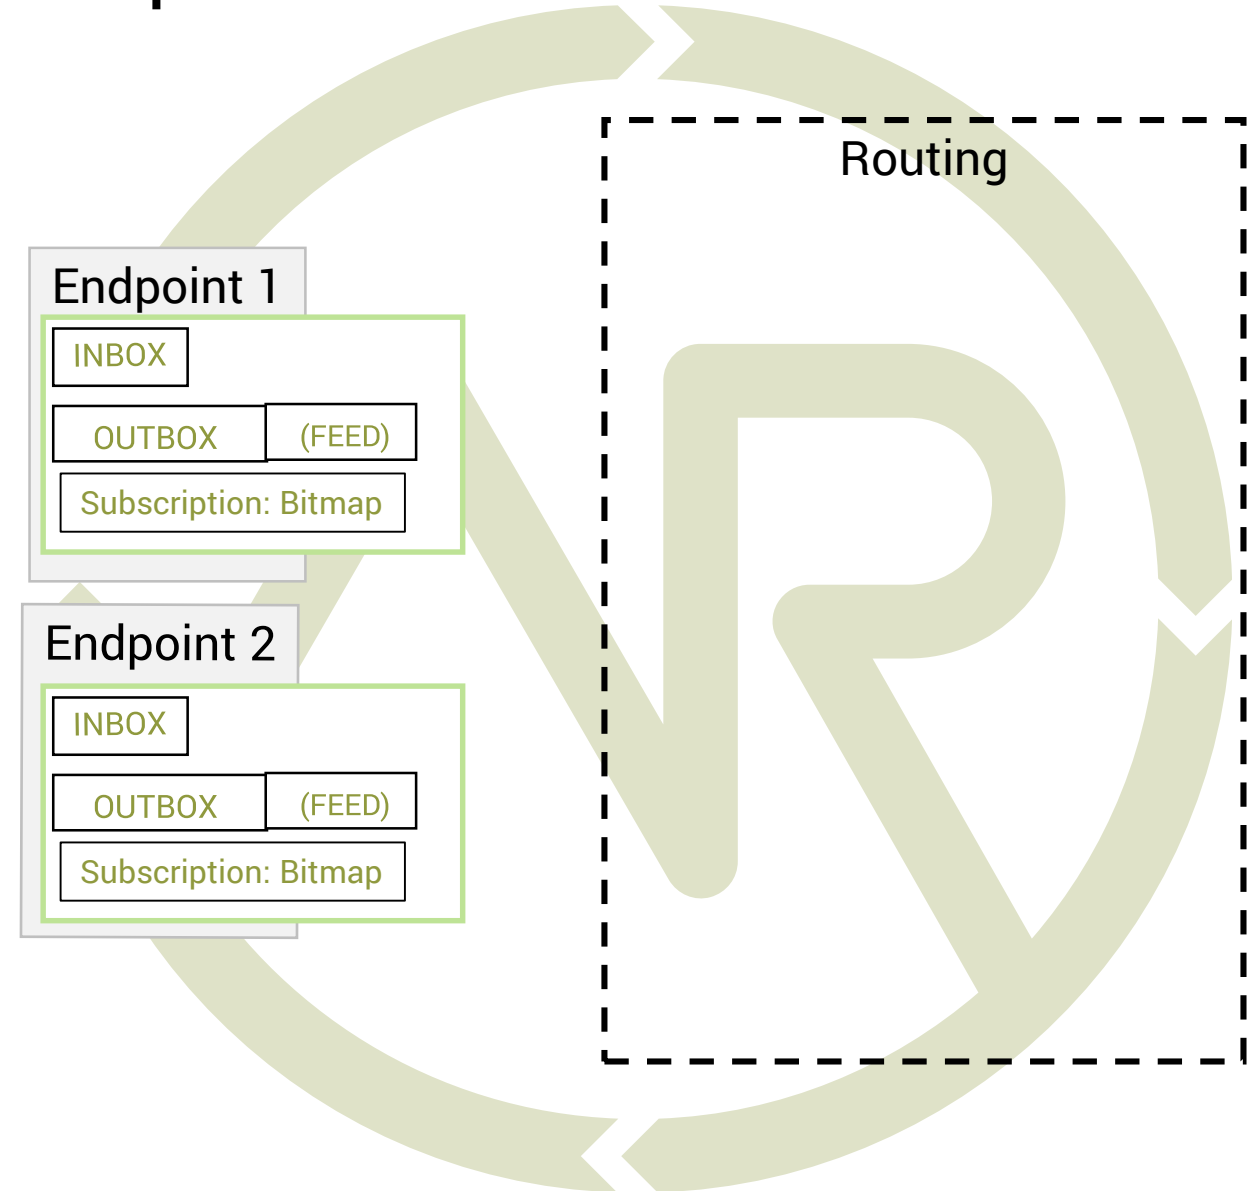 Routing
Endpoint 1
INBOX
OUTBOX (FEED)
Subscription: Bitmap
Endpoint 2
INBOX
OUTBOX (FEED)
Subscription: Bitmap